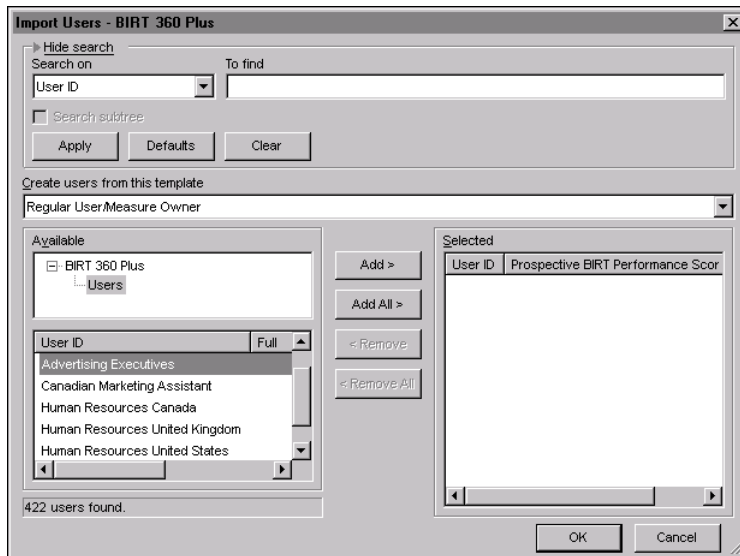 Import Users - BIRT 360 Plus
Hide search
Search on
To find
User ID
Search subtree
Apply
Defaults
Clear
Create users from this template
Regular User/Measure Owner
Available
BIRT 360 Plus
Users
User ID
Full
Advertising Executives
Canadian Marketing Assistant
Human Resources Canada
Human Resources United Kingdom
Human Resources United States
422 users found.
Add >
Add All >
< Remove
< Remove All
Selected
User ID
Prospective BIRT Performance Scor
OK
Cancel